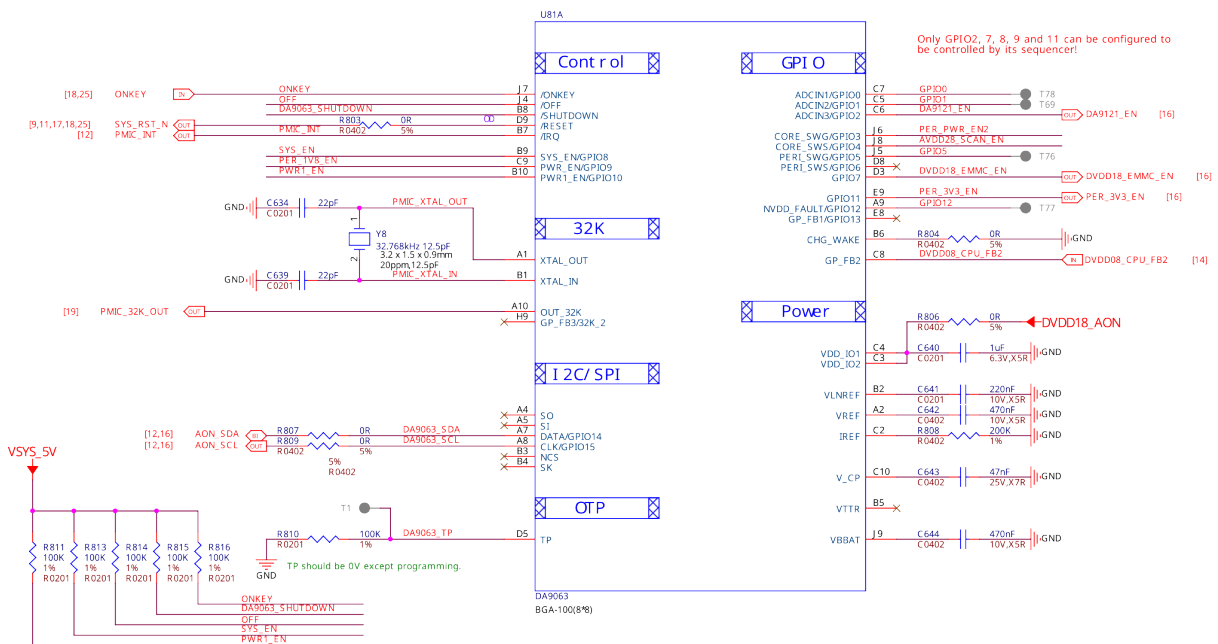 U81A
Only GPIO2, 7, 8, 9 and 11 can be configured to
be controlled by its sequencer!
Control
GPIO
[18,25] ONKEY IN ONKEY J7 /ONKEY
OFF J4 /OFF
DA9063_SHUTDOWN B8 /SHUTDOWN
[9,11,17,18,25] SYS_RST_N OUT R803 0R D9 /RESET
[12] PMIC_INT OUT PMIC_INT R0402 5% B7 /IRQ
SYS_EN B9 SYS_EN/GPIO8
PER_1V8_EN C9 PWR_EN/GPIO9
PWR1_EN B10 PWR1_EN/GPIO10
ADCIN1/GPIO0 C7 GPIO0 T78
ADCIN2/GPIO1 C5 GPIO1 T69
ADCIN3/GPIO2 C6 DA9121_EN OUT DA9121_EN [16]
CORE_SWG/GPIO3 J6 PER_PWR_EN2
CORE_SWS/GPIO4 J8 AVDD28_SCAN_EN
PERI_SWG/GPIO5 J5 GPIO5 T76
PERI_SWS/GPIO6 D8
GPIO7 D3 DVDD18_EMMC_EN OUT DVDD18_EMMC_EN [16]
GPIO11 E9 PER_3V3_EN OUT PER_3V3_EN [16]
NVDD_FAULT/GPIO12 A9 GPIO12 T77
GP_FB1/GPIO13 E8
CHG_WAKE B6 R804 0R GND
R0402 5%
GP_FB2 C8 DVDD08_CPU_FB2 IN DVDD08_CPU_FB2 [14]
GND C634 22pF PMIC_XTAL_OUT
C0201
1
Y8
32.768kHz 12.5pF
3.2 x 1.5 x 0.9mm
20ppm,12.5pF
2
32K
A1 XTAL_OUT
GND C639 22pF PMIC_XTAL_IN B1 XTAL_IN
C0201
[19] PMIC_32K_OUT OUT A10 OUT_32K
H9 GP_FB3/32K_2
Power
R806 0R DVDD18_AON
R0402 5%
VDD_IO1 C4 C640 1uF GND
VDD_IO2 C3 C0201 6.3V,X5R
VLNREF B2 C641 220nF GND
C0201 10V,X5R
VREF A2 C642 470nF GND
C0402 10V,X5R
IREF C2 R808 200K GND
R0402 1%
V_CP C10 C643 47nF GND
C0402 25V,X7R
VTTR B5
VBBAT J9 C644 470nF GND
C0402 10V,X5R
I2C/SPI
A4 SO
A5 SI
[12,16] AON_SDA BI R807 0R DA9063_SDA A7 DATA/GPIO14
R0402 5%
[12,16] AON_SCL OUT R809 0R DA9063_SCL A8 CLK/GPIO15
5%
R0402
B3 NCS
B4 SK
OTP
T1
R810 100K DA9063_TP D5 TP
R0201 1%
GND
TP should be 0V except programming.
VSYS_5V
R811 R813 R814 R815 R816
100K 100K 100K 100K 100K
1% 1% 1% 1% 1%
R0201 R0201 R0201 R0201 R0201
ONKEY
DA9063_SHUTDOWN
OFF
SYS_EN
PWR1_EN
DA9063
BGA-100(8*8)